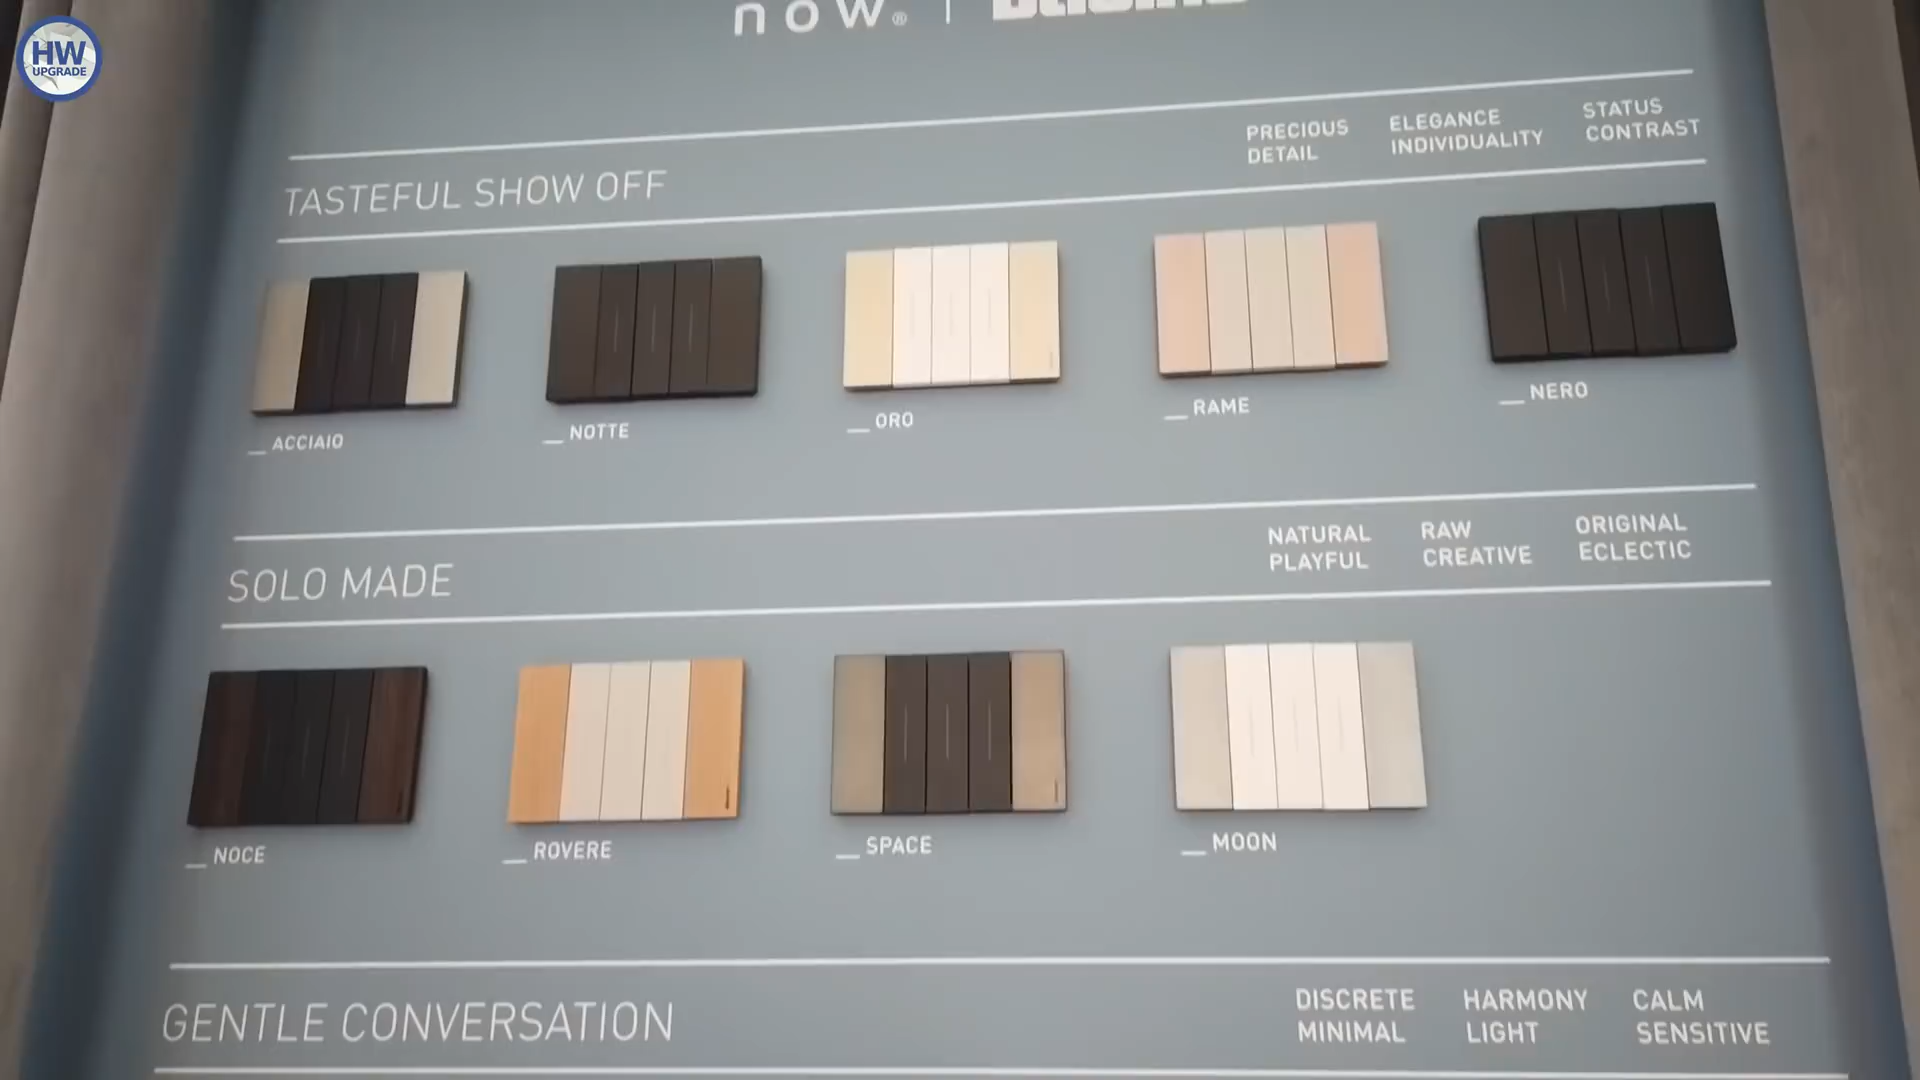 HW
UPGRADE
now.®
TASTEFUL SHOW OFF
PRECIOUS
DETAIL
ELEGANCE
INDIVIDUALITY
STATUS
CONTRAST
ACCIAIO
NOTTE
ORO
RAME
NERO
SOLO MADE
NATURAL
PLAYFUL
RAW
CREATIVE
ORIGINAL
ECLECTIC
NOCE
ROVERE
SPACE
MOON
GENTLE CONVERSATION
DISCRETE
MINIMAL
HARMONY
LIGHT
CALM
SENSITIVE